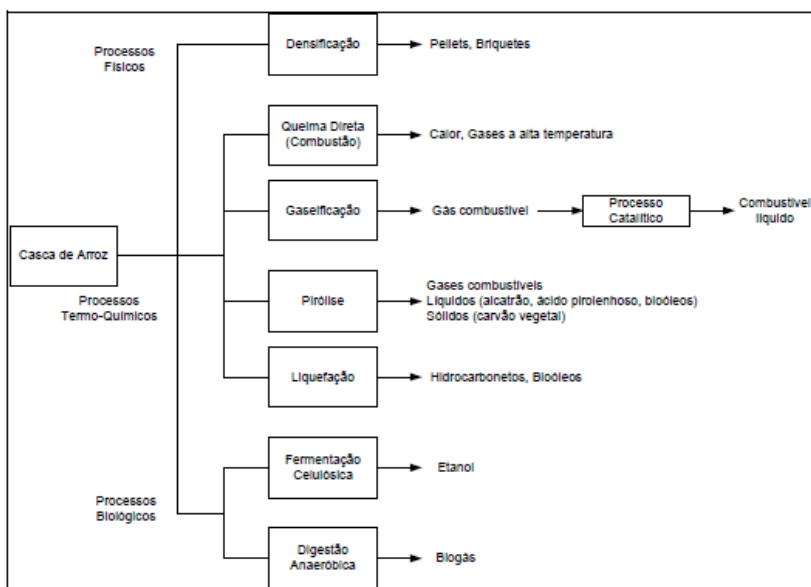 Processos
Físicos
Densificação
Pellets, Briquetes
Queima Direta
(Combustão)
Calor, Gases a alta temperatura
Gaseificação
Gás combustível
Processo
Catalítico
Combustível
líquido
Casca de Arroz
Processos
Termo-Químicos
Pirólise
Gases combustíveis
Líquidos (alcatrão, ácido pirolenhoso, bioóleos)
Sólidos (carvão vegetal)
Liquefação
Hidrocarbonetos, Bioóleos
Processos
Biológicos
Fermentação
Celulósica
Etanol
Digestão
Anaeróbica
Biogás